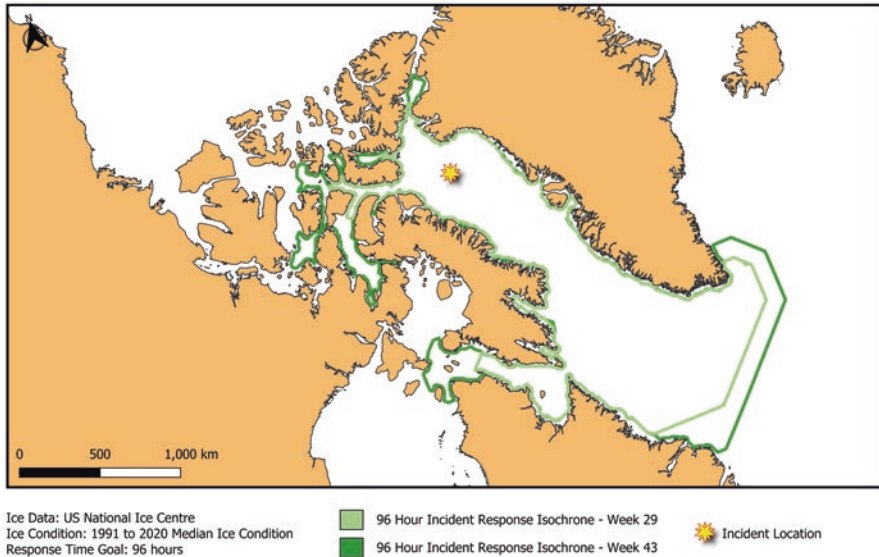 N
0 500 1,000 km
Ice Data: US National Ice Centre
Ice Condition: 1991 to 2020 Median Ice Condition
Response Time Goal: 96 hours
96 Hour Incident Response Isochrone - Week 29
96 Hour Incident Response Isochrone - Week 43
Incident Location